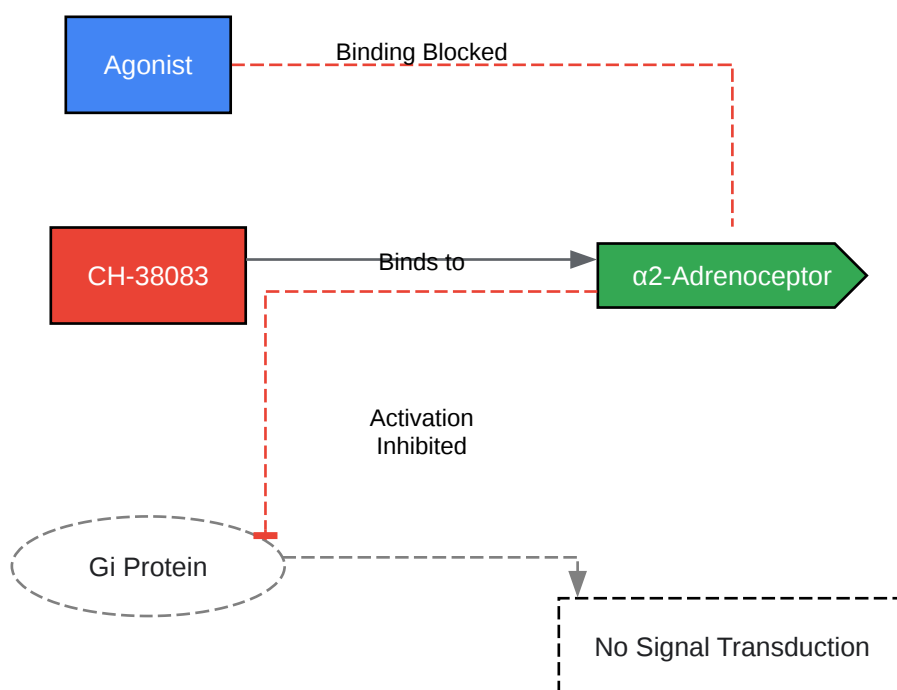 Agonist
Binding Blocked
CH-38083
Binds to
α2-Adrenoceptor
Activation
Inhibited
Gi Protein
No Signal Transduction